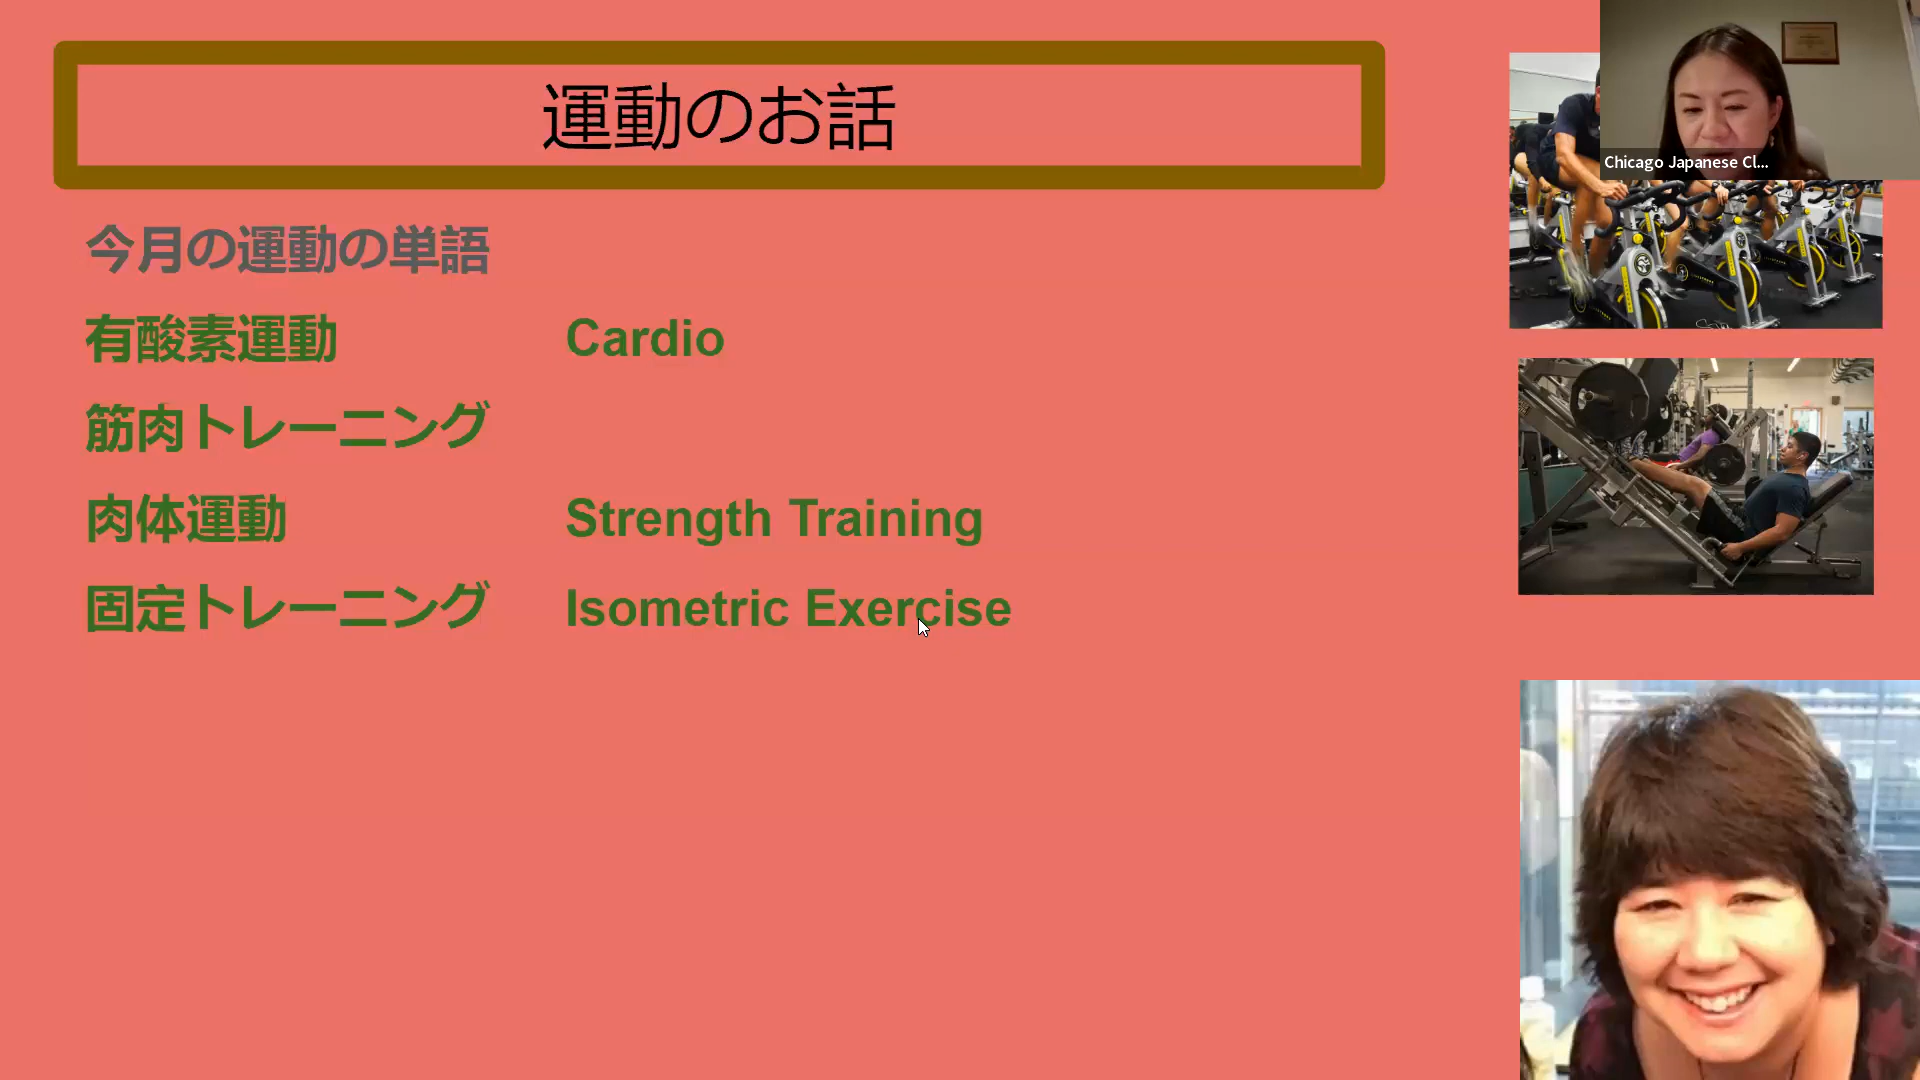 運動のお話
Chicago Japanese Cl...
今月の運動の単語
有酸素運動 Cardio
筋肉トレーニング
肉体運動 Strength Training
固定トレーニング Isometric Exercise